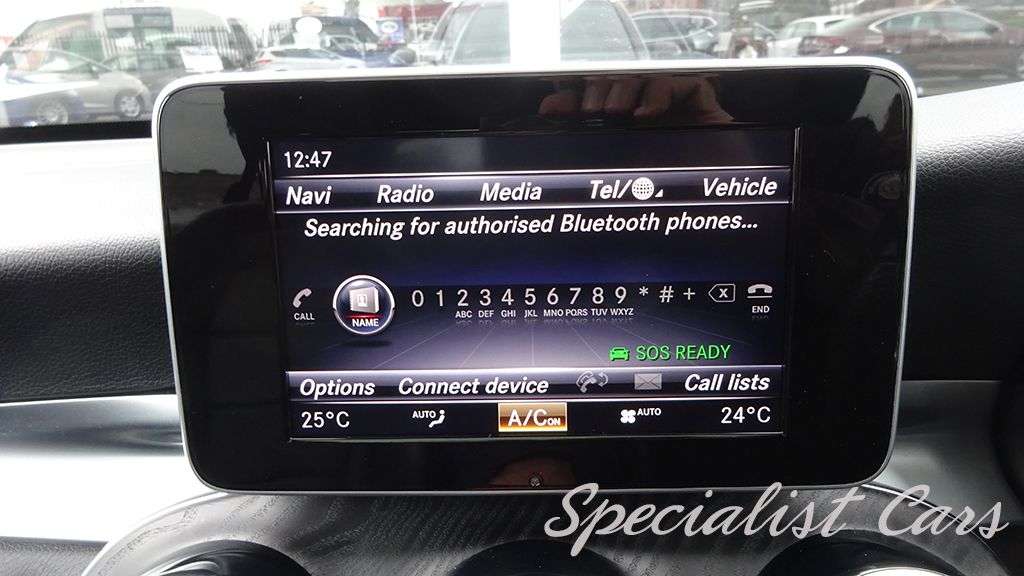 12:47
Navi Radio Media Tel/ Vehicle
Searching for authorised Bluetooth phones...
CALL NAME 0 1 2 3 4 5 6 7 8 9 * # + END
ABC DEF GHI JKL MNO PQRS TUV WXYZ
SOS READY
Options Connect device Call lists
25°C AUTO A/C ON AUTO 24°C
Specialist Cars